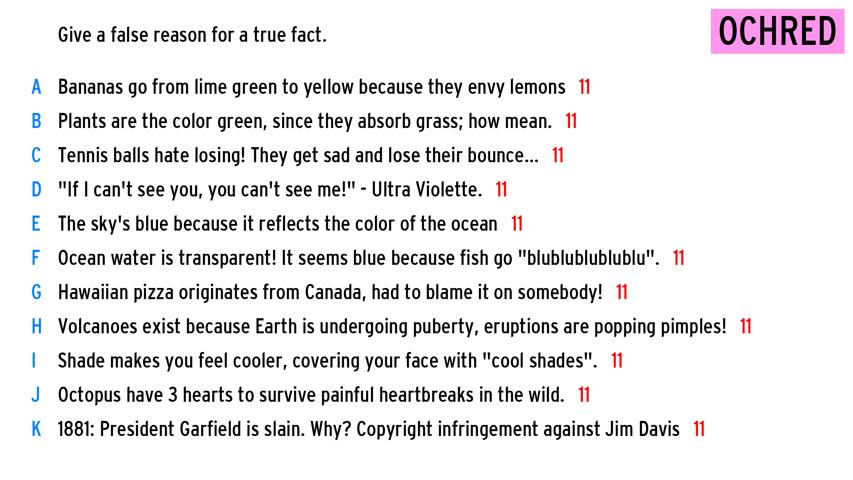 Give a false reason for a true fact.
OCHRED
A Bananas go from lime green to yellow because they envy lemons 11
B Plants are the color green, since they absorb grass; how mean. 11
C Tennis balls hate losing! They get sad and lose their bounce... 11
D "If I can't see you, you can't see me!" - Ultra Violette. 11
E The sky's blue because it reflects the color of the ocean 11
F Ocean water is transparent! It seems blue because fish go "blublublublublu". 11
G Hawaiian pizza originates from Canada, had to blame it on somebody! 11
H Volcanoes exist because Earth is undergoing puberty, eruptions are popping pimples! 11
I Shade makes you feel cooler, covering your face with "cool shades". 11
J Octopus have 3 hearts to survive painful heartbreaks in the wild. 11
K 1881: President Garfield is slain. Why? Copyright infringement against Jim Davis 11